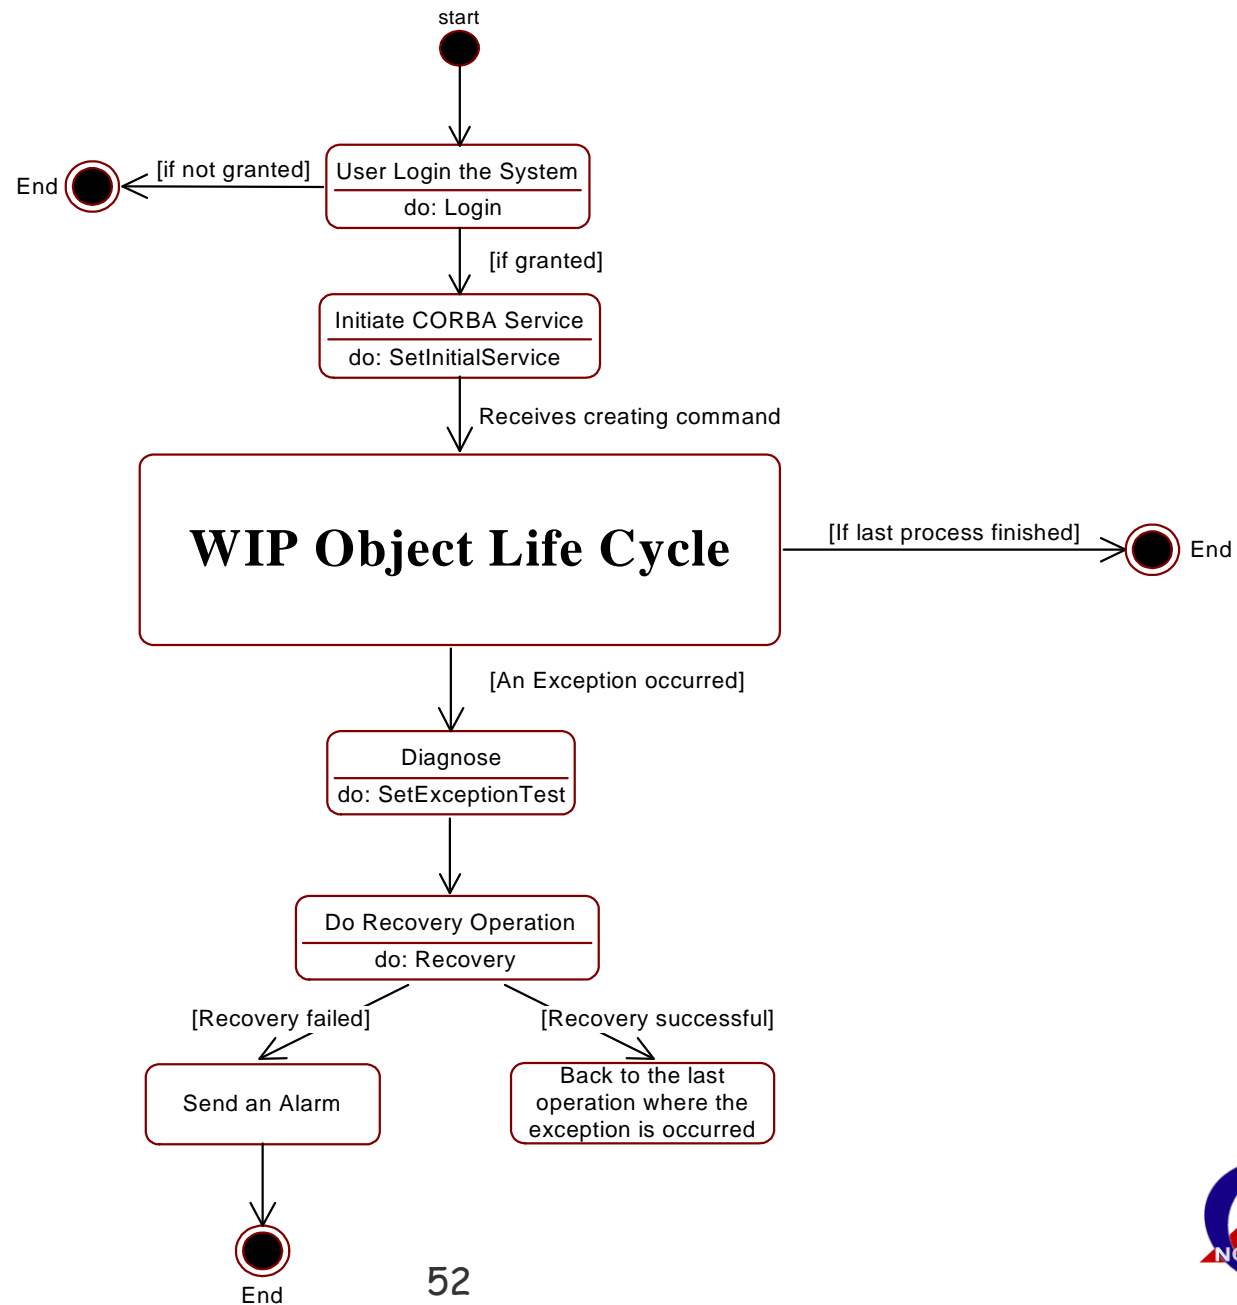 start
End
[if not granted]
User Login the System
do: Login
[if granted]
Initiate CORBA Service
do: SetInitialService
Receives creating command
WIP Object Life Cycle
[If last process finished]
End
[An Exception occurred]
Diagnose
do: SetExceptionTest
Do Recovery Operation
do: Recovery
[Recovery failed]
[Recovery successful]
Send an Alarm
Back to the last
operation where the
exception is occurred
End
52